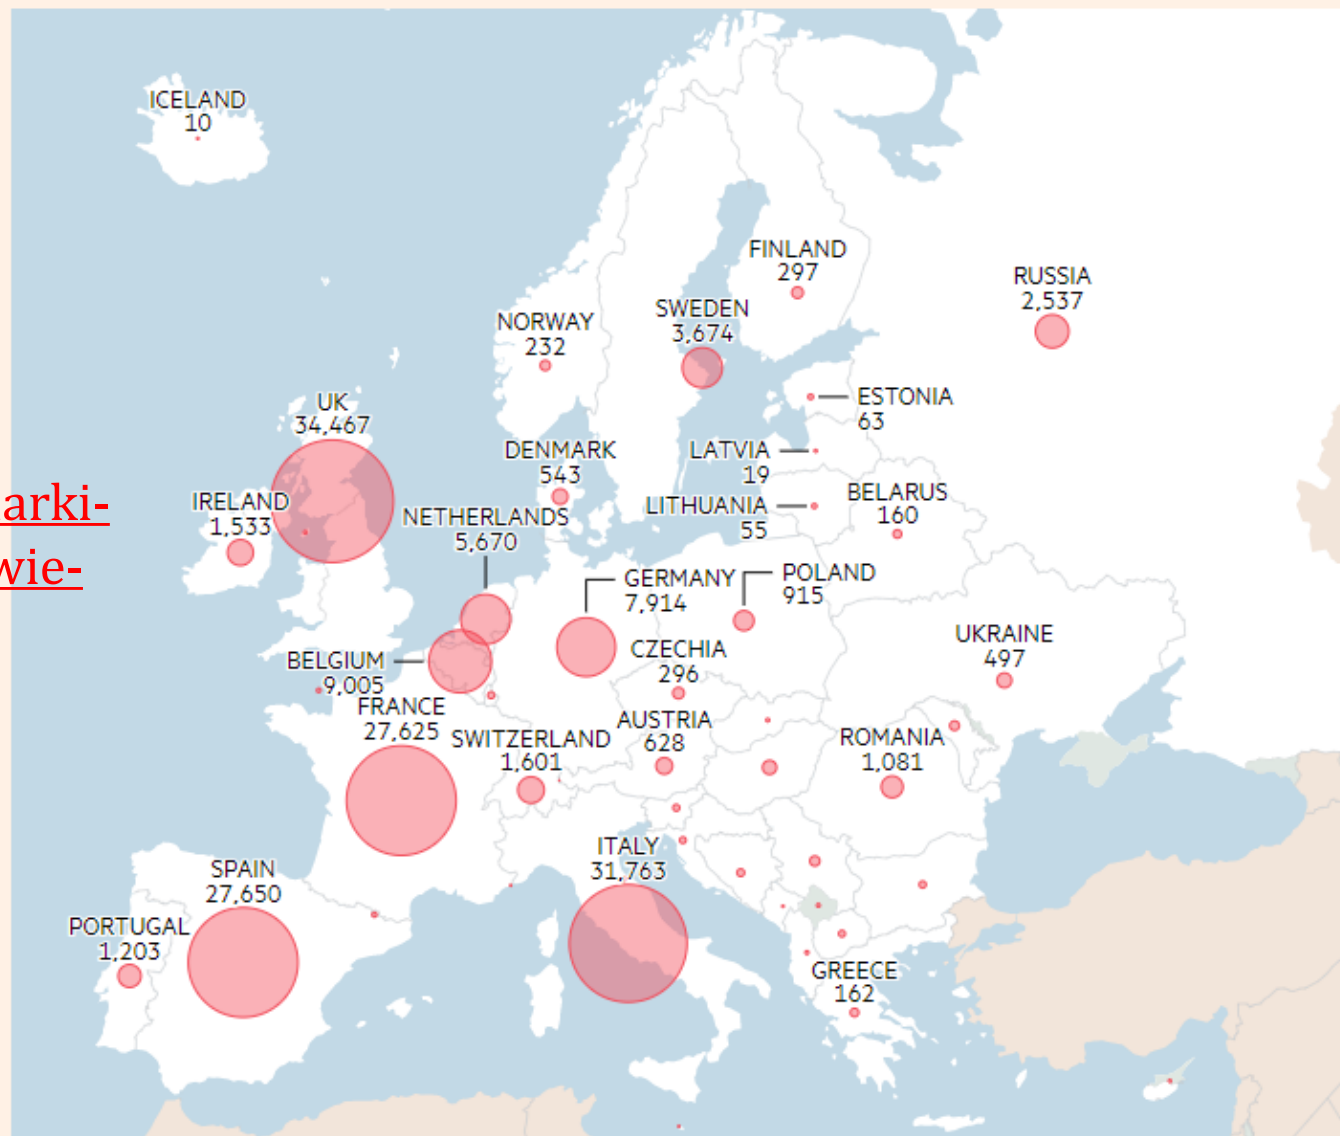 ICELAND
10
FINLAND
297
RUSSIA
2,537
SWEDEN
3,674
NORWAY
232
ESTONIA
63
UK
34,467
DENMARK
543
LATVIA
19
arki-
IRELAND
1,533
LITHUANIA
55
BELARUS
160
NETHERLANDS
5,670
wie-
GERMANY
7,914
POLAND
915
UKRAINE
497
CZECHIA
296
BELGIUM
9,005
FRANCE
27,625
AUSTRIA
628
SWITZERLAND
1,601
ROMANIA
1,081
ITALY
31,763
SPAIN
27,650
PORTUGAL
1,203
GREECE
162